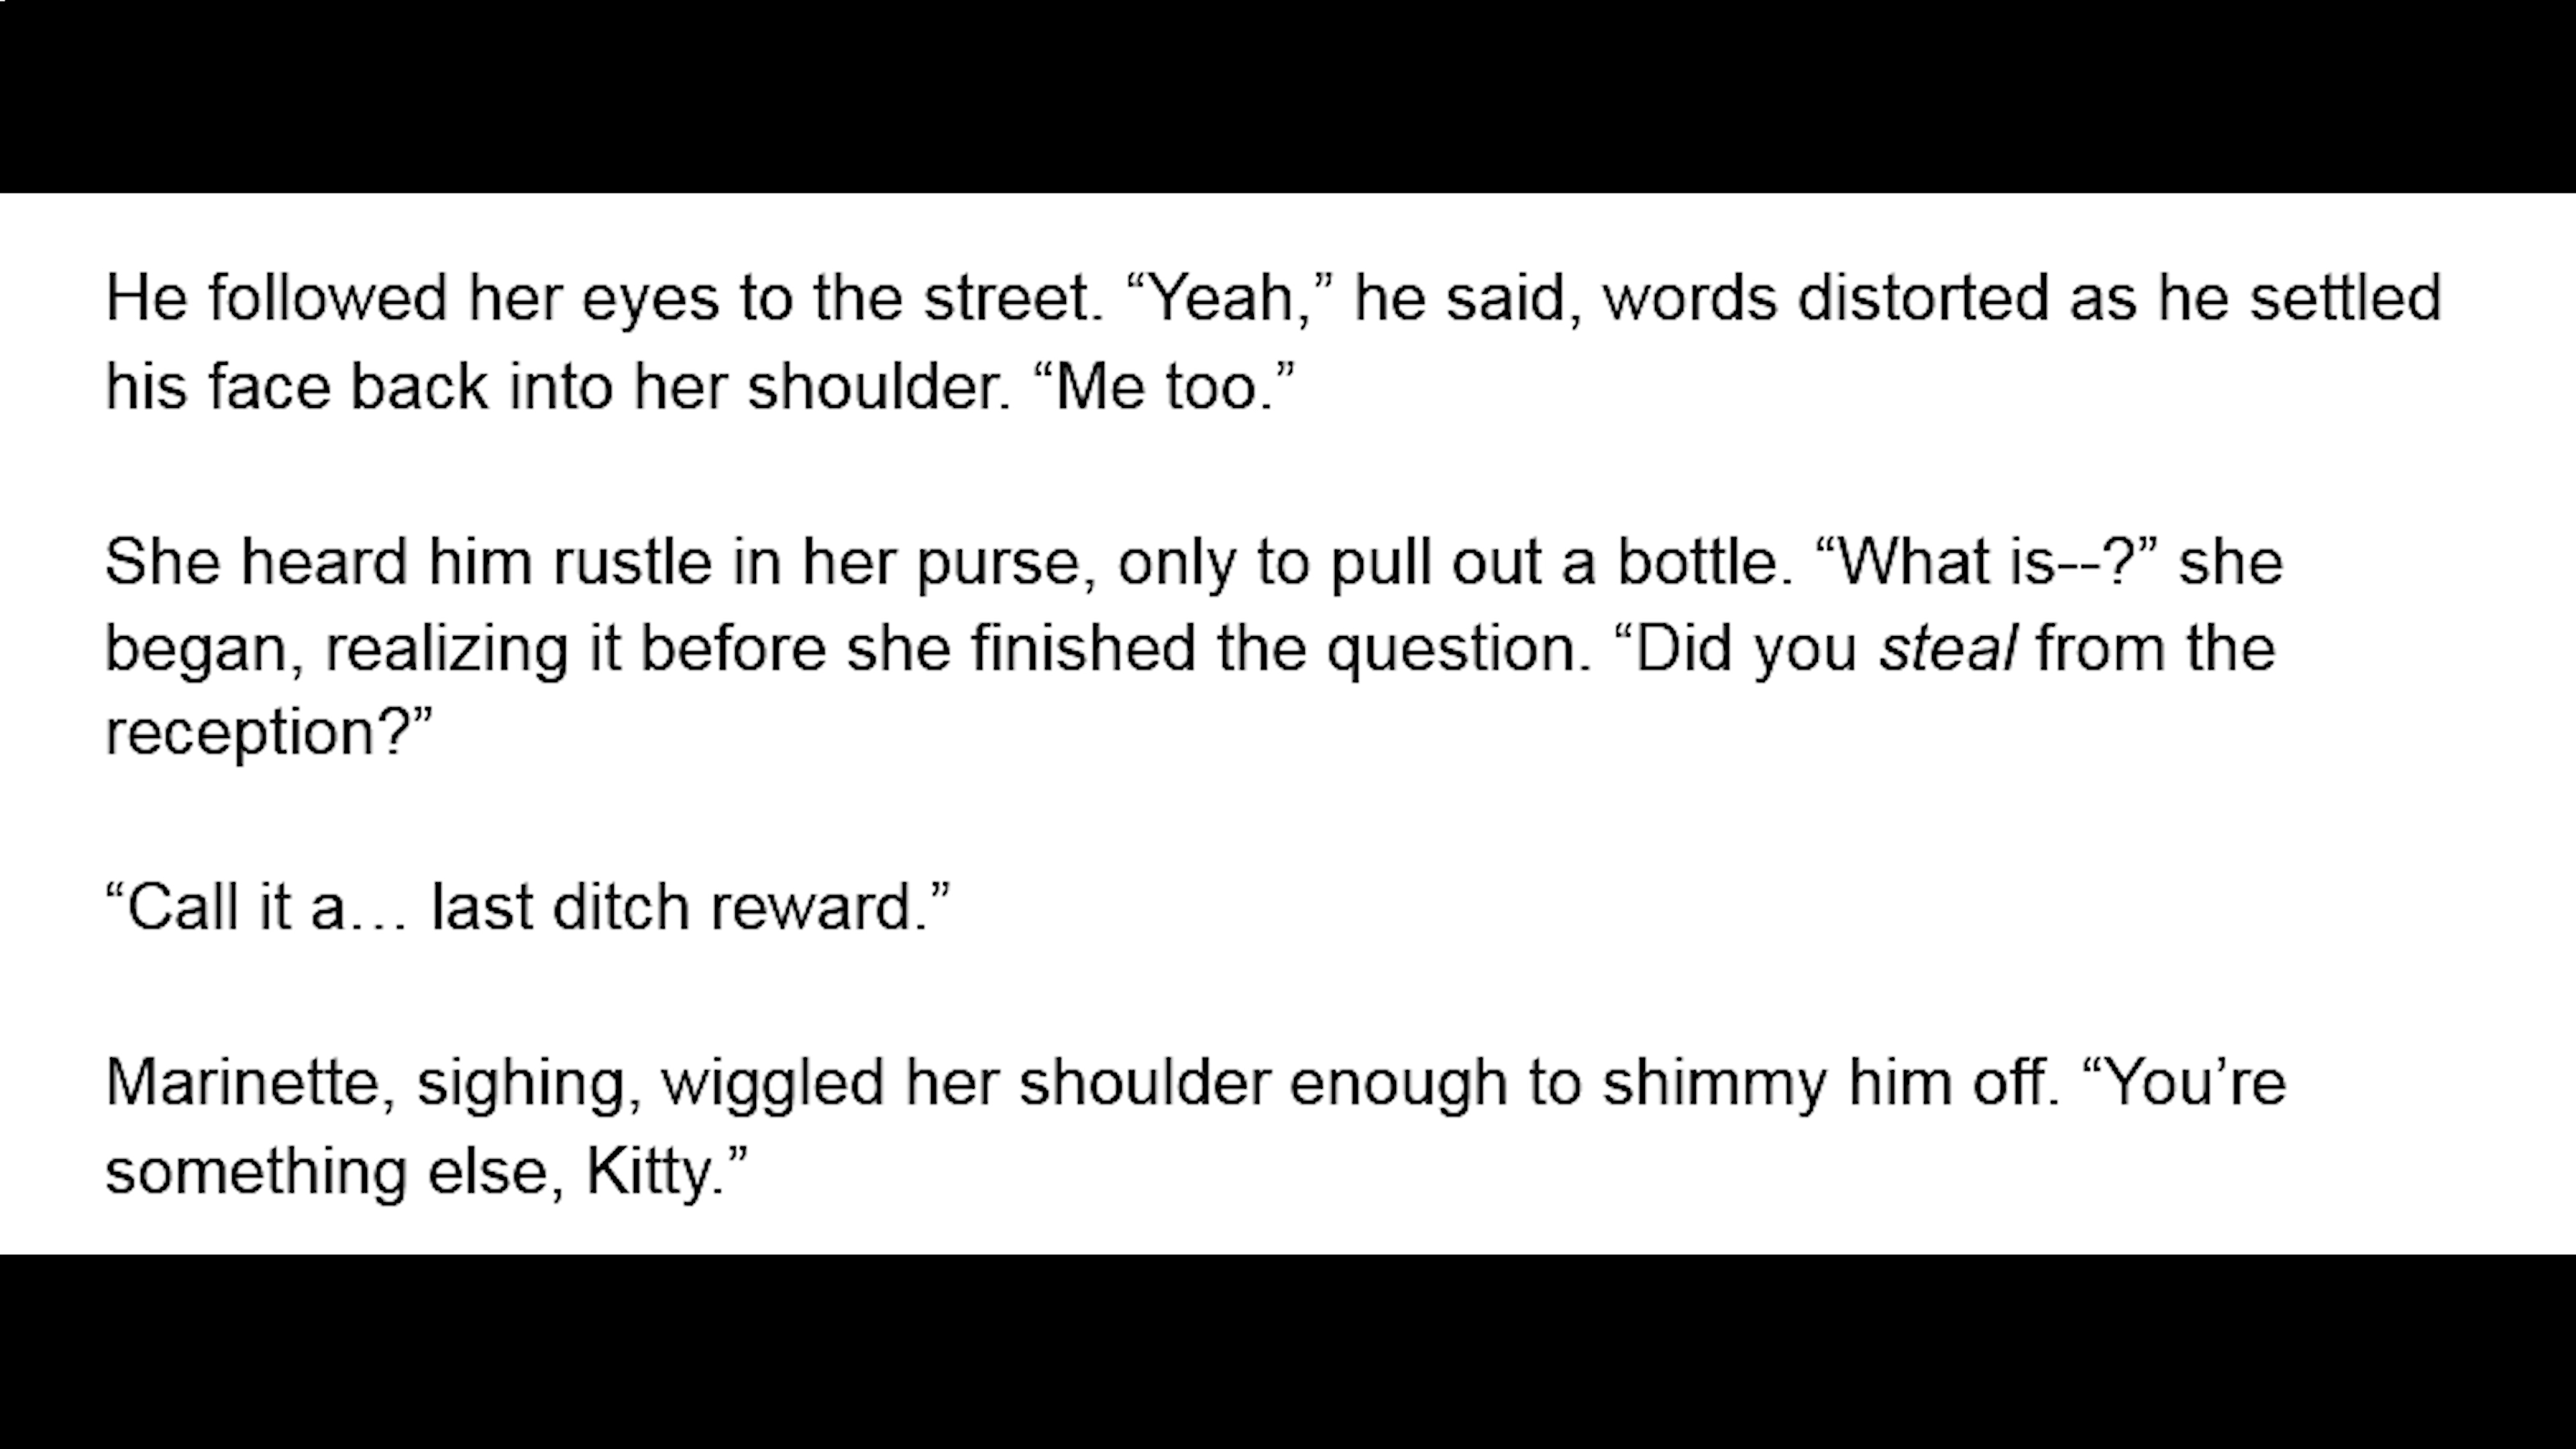 He followed her eyes to the street. “Yeah,” he said, words distorted as he settled
his face back into her shoulder. “Me too.”
She heard him rustle in her purse, only to pull out a bottle. “What is--?” she
began, realizing it before she finished the question. “Did you steal from the
reception?”
“Call it a… last ditch reward.”
Marinette, sighing, wiggled her shoulder enough to shimmy him off. “You’re
something else, Kitty.”